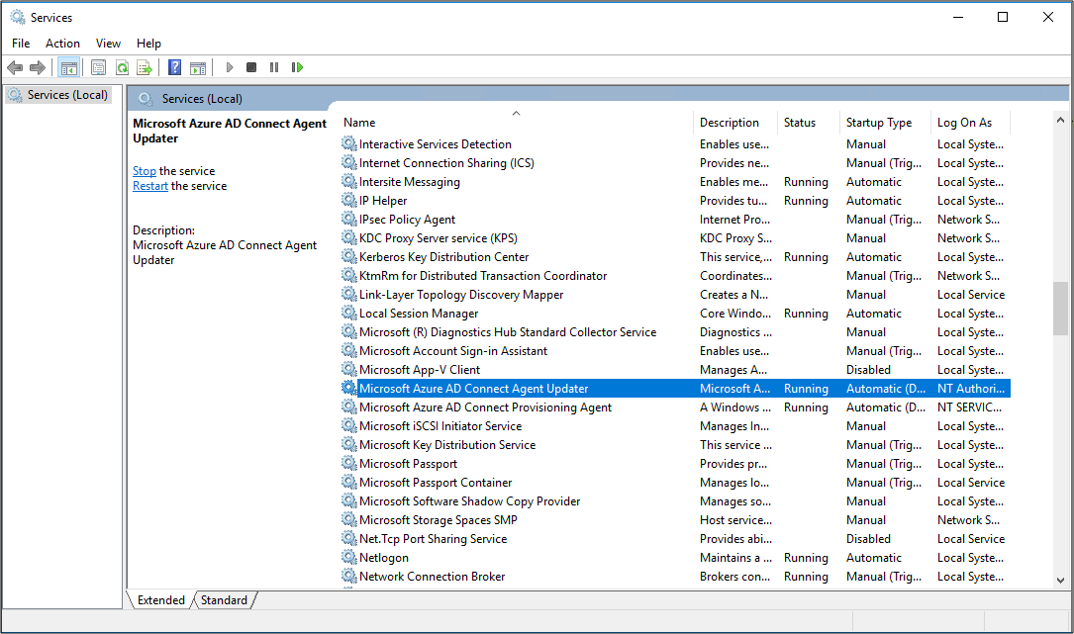 Services
File Action View Help
Services (Local)
Services (Local)
Microsoft Azure AD Connect Agent
Updater
Stop the service
Restart the service
Description:
Microsoft Azure AD Connect Agent
Updater
Name Description Status Startup Type Log On As
Interactive Services Detection Enables use... Manual Local Syste...
Internet Connection Sharing (ICS) Provides ne... Manual (Trig... Local Syste...
Intersite Messaging Enables me... Running Automatic Local Syste...
IP Helper Provides tu... Running Automatic Local Syste...
IPsec Policy Agent Internet Pro... Manual (Trig... Network S...
KDC Proxy Server service (KPS) KDC Proxy S... Manual Network S...
Kerberos Key Distribution Center This service,... Running Automatic Local Syste...
KtmRm for Distributed Transaction Coordinator Coordinates... Manual (Trig... Network S...
Link-Layer Topology Discovery Mapper Creates a N... Manual Local Service
Local Session Manager Core Windo... Running Automatic Local Syste...
Microsoft (R) Diagnostics Hub Standard Collector Service Diagnostics ... Manual Local Syste...
Microsoft Account Sign-in Assistant Enables use... Manual (Trig... Local Syste...
Microsoft App-V Client Manages A... Disabled Local Syste...
Microsoft Azure AD Connect Agent Updater Microsoft A... Running Automatic (D... NT Authori...
Microsoft Azure AD Connect Provisioning Agent A Windows ... Running Automatic (D... NT SERVIC...
Microsoft iSCSI Initiator Service Manages In... Manual Local Syste...
Microsoft Key Distribution Service This service ... Manual (Trig... Local Syste...
Microsoft Passport Provides pr... Manual (Trig... Local Syste...
Microsoft Passport Container Manages lo... Manual (Trig... Local Service
Microsoft Software Shadow Copy Provider Manages so... Manual Local Syste...
Microsoft Storage Spaces SMP Host service... Manual Network S...
Net.Tcp Port Sharing Service Provides abi... Disabled Local Service
Netlogon Maintains a ... Running Automatic Local Syste...
Network Connection Broker Brokers con... Running Manual (Trig... Local Syste...
Extended Standard